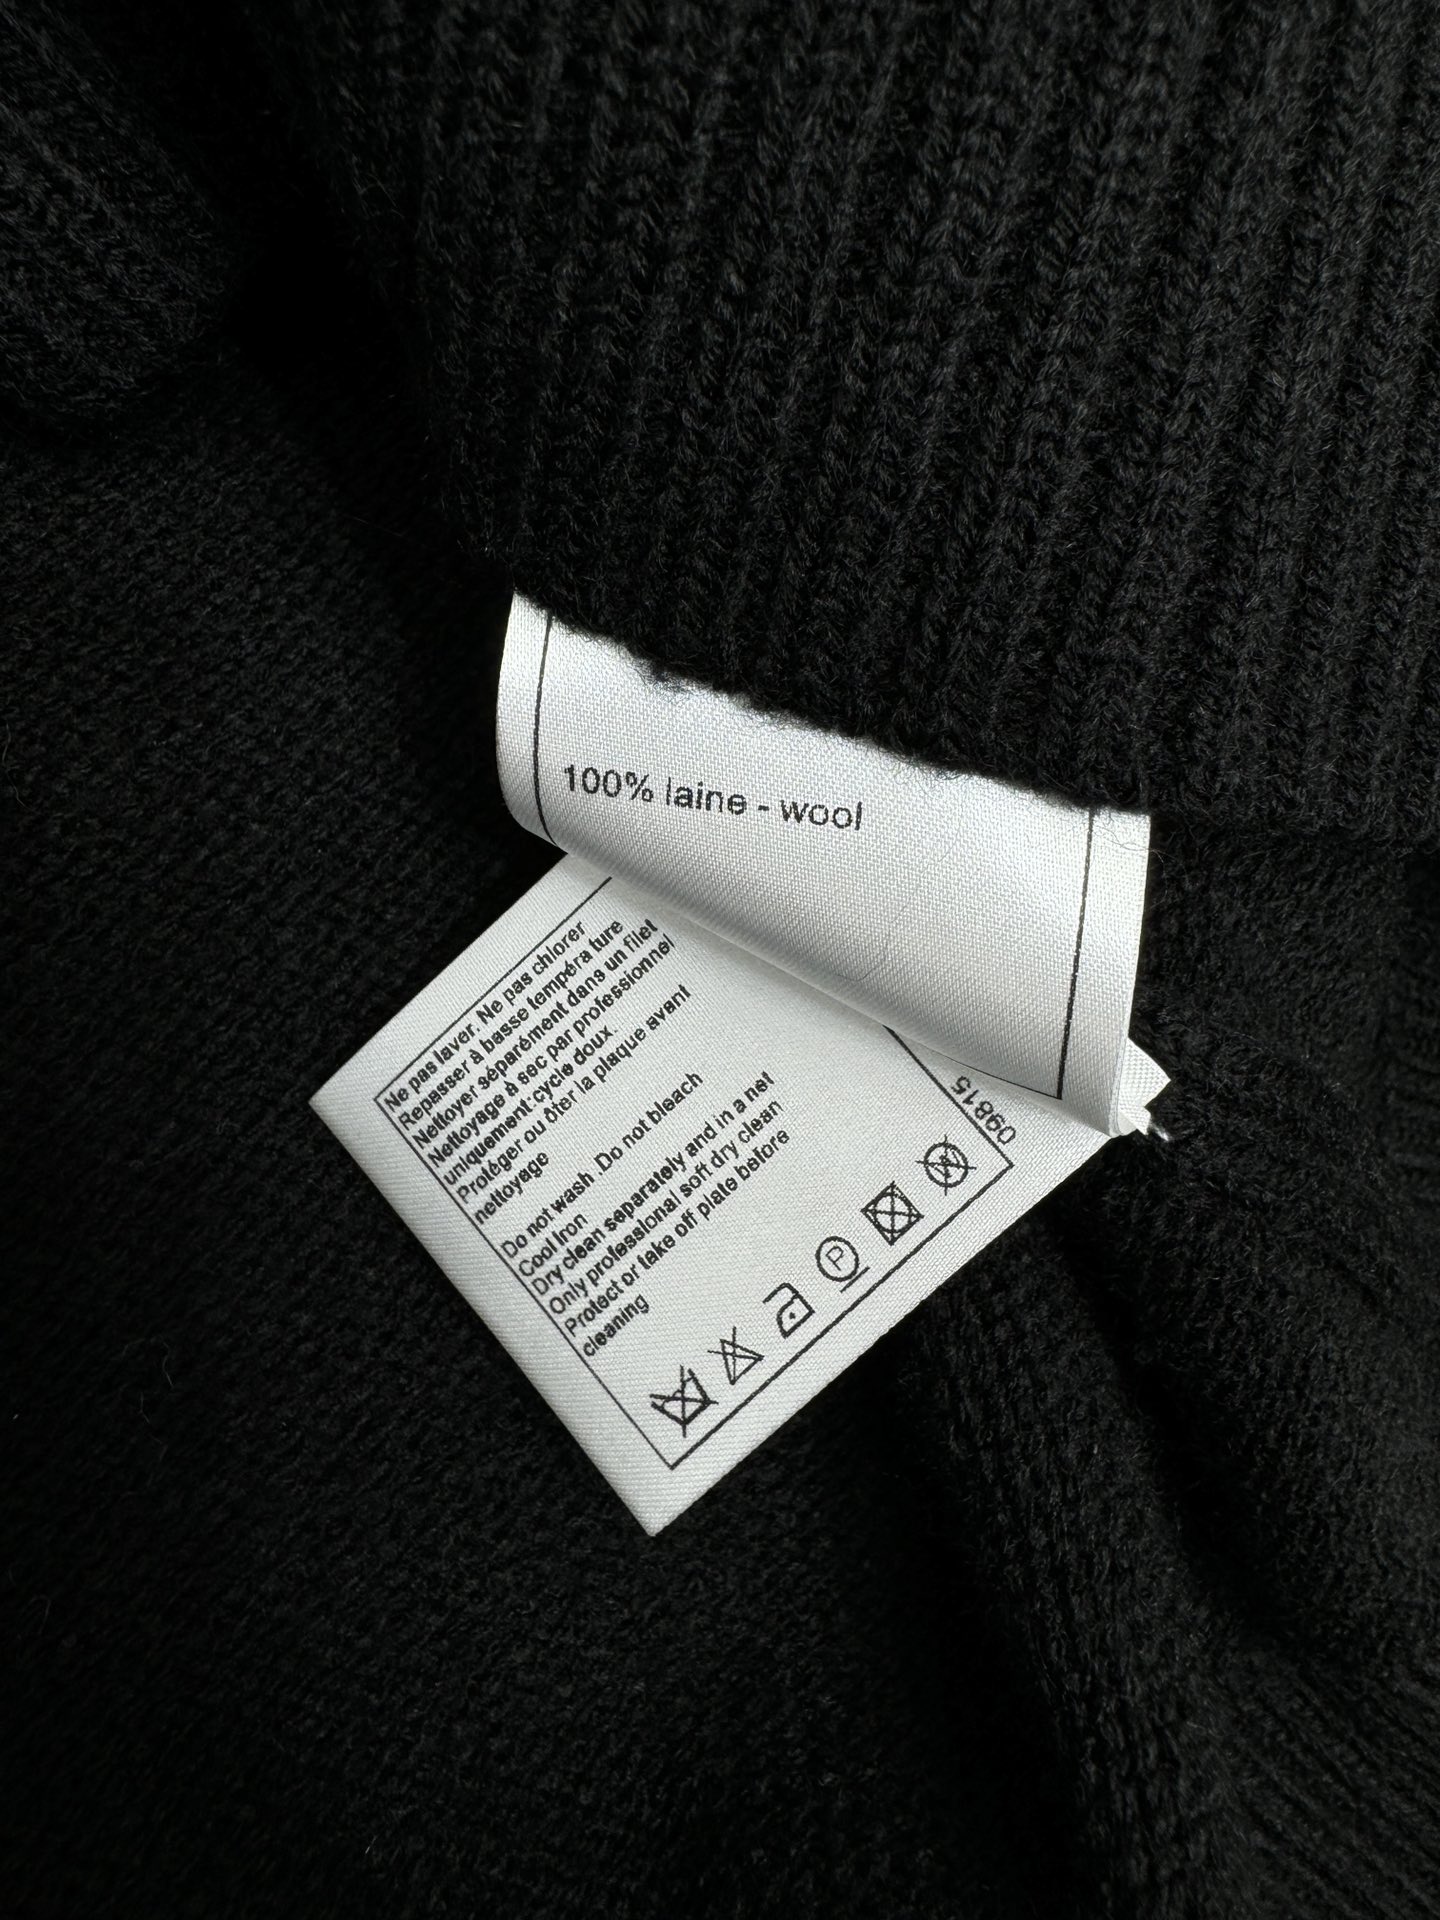 100% laine - wool
Ne pas laver. Ne pas chlorer
Repasser à basse tempéra ture
Nettoyer séparément dans un filet
Nettoyage à sec par professionnel
uniquement:cycle doux.
Protéger ou ôter la plaque avant
nettoyage
Do not wash .Do not bleach
Cool Iron
Dry clean separately and in a net
Only professional soft dry clean
Protect or take off plate before
cleaning
P
W
09815